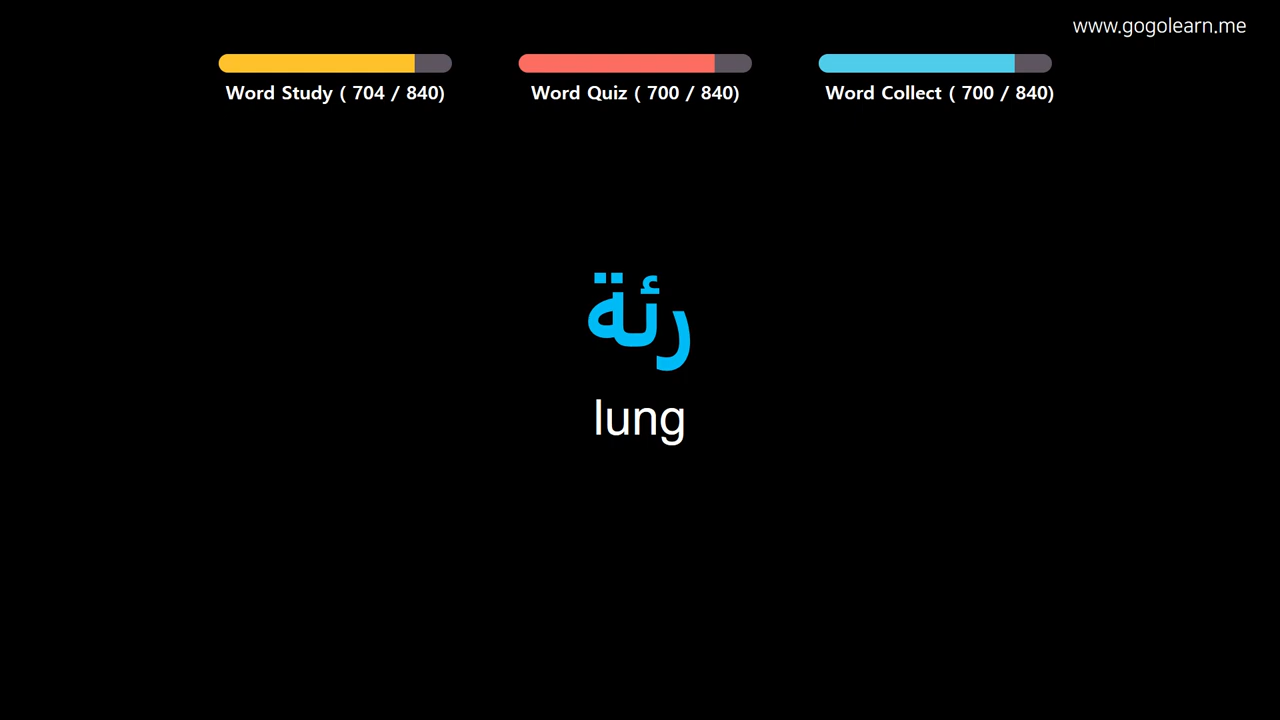 www.gogolearn.me
Word Study ( 704 / 840)
Word Quiz ( 700 / 840)
Word Collect ( 700 / 840)
رئة
lung